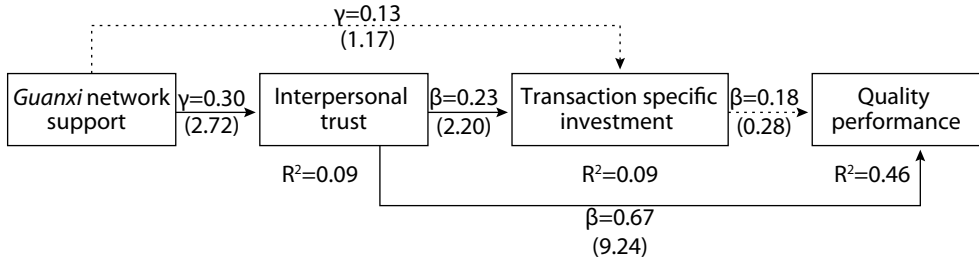 γ=0.13
(1.17)
Guanxi network
support
γ=0.30
(2.72)
Interpersonal
trust
β=0.23
(2.20)
Transaction specific
investment
β=0.18
(0.28)
Quality
performance
R²=0.09
R²=0.09
R²=0.46
β=0.67
(9.24)